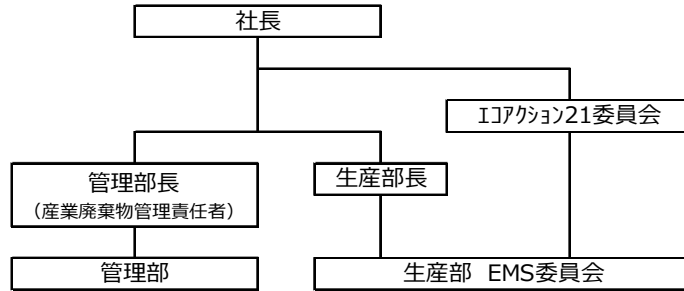 社長
ｴｺｱｸｼｮﾝ21委員会
管理部長
（産業廃棄物管理責任者）
生産部長
管理部
生産部 EMS委員会